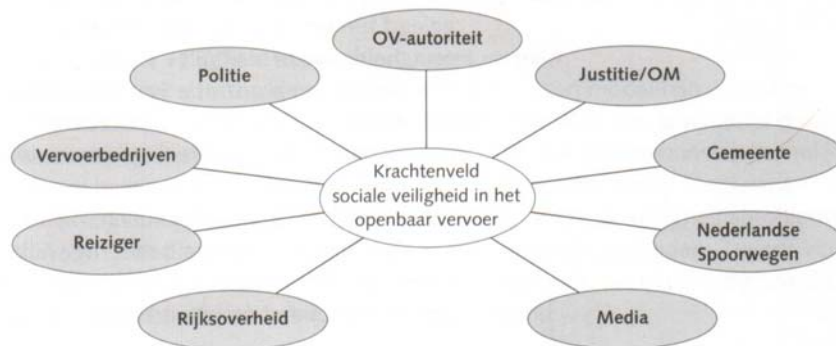 OV-autoriteit
Politie
Justitie/OM
Vervoerbedrijven
Gemeente
Krachtenveld
sociale veiligheid in het
openbaar vervoer
Reiziger
Nederlandse
Spoorwegen
Rijksoverheid
Media